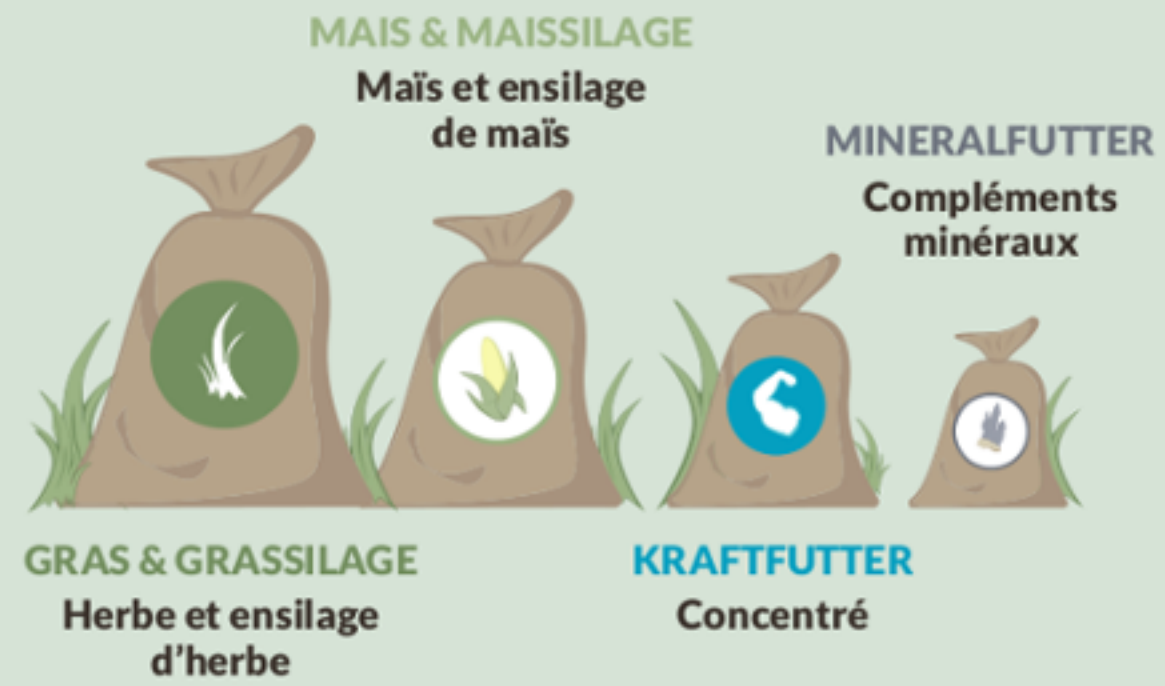 MAIS & MAISSILAGE
Maïs et ensilage
de maïs
MINERALFUTTER
Compléments
minéraux
GRAS & GRASSILAGE
Herbe et ensilage
d’herbe
KRAFTFUTTER
Concentré